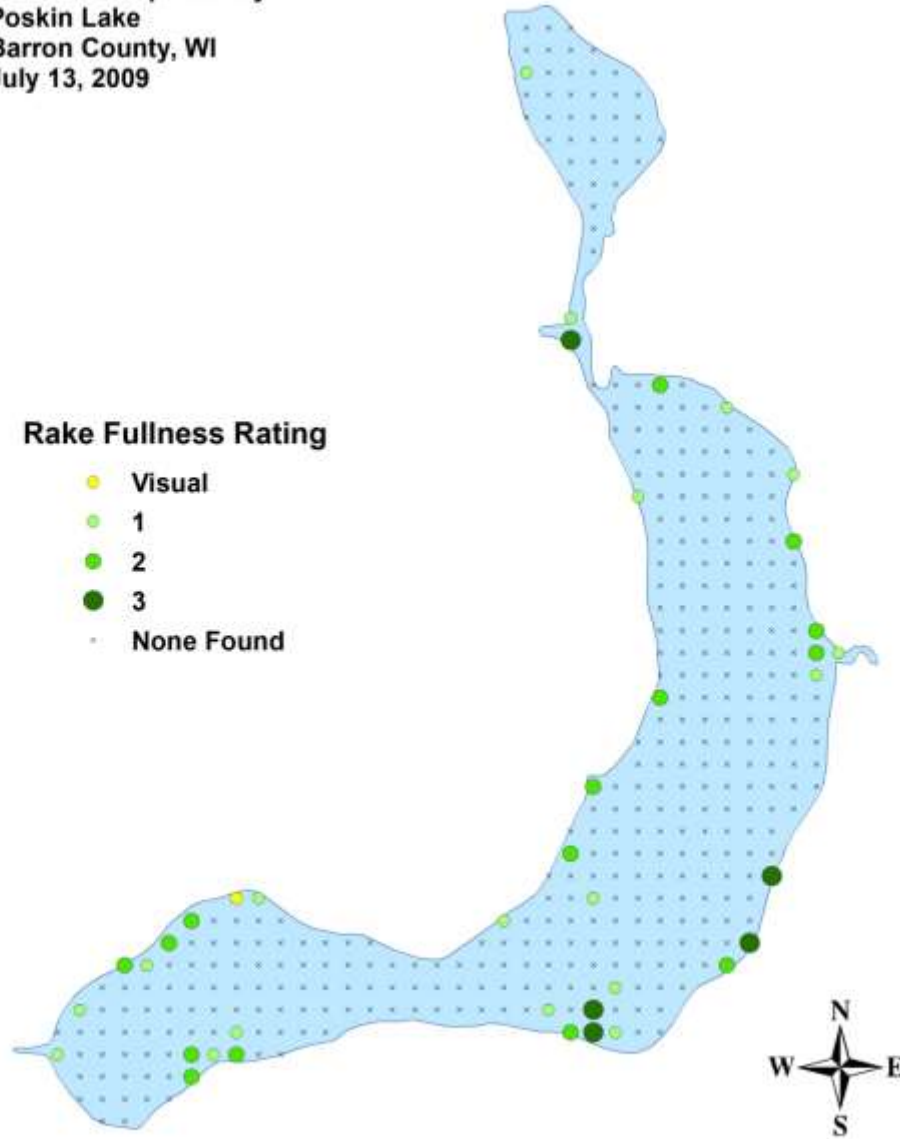 Poskin Lake
Barron County, WI
July 13, 2009
Rake Fullness Rating
Visual
1
2
3
None Found
N
W E
S